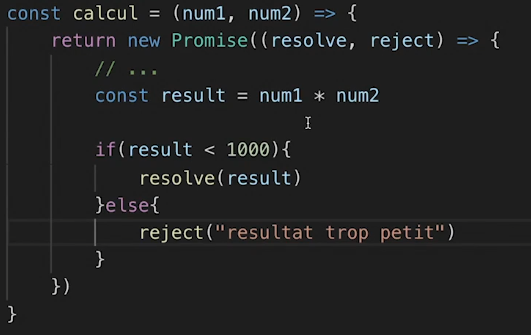 const calcul = (num1, num2) => {
    return new Promise((resolve, reject) => {
        // ...
        const result = num1 * num2

        if(result < 1000){
            resolve(result)
        }else{
            reject("resultat trop petit")
        }
    })
}